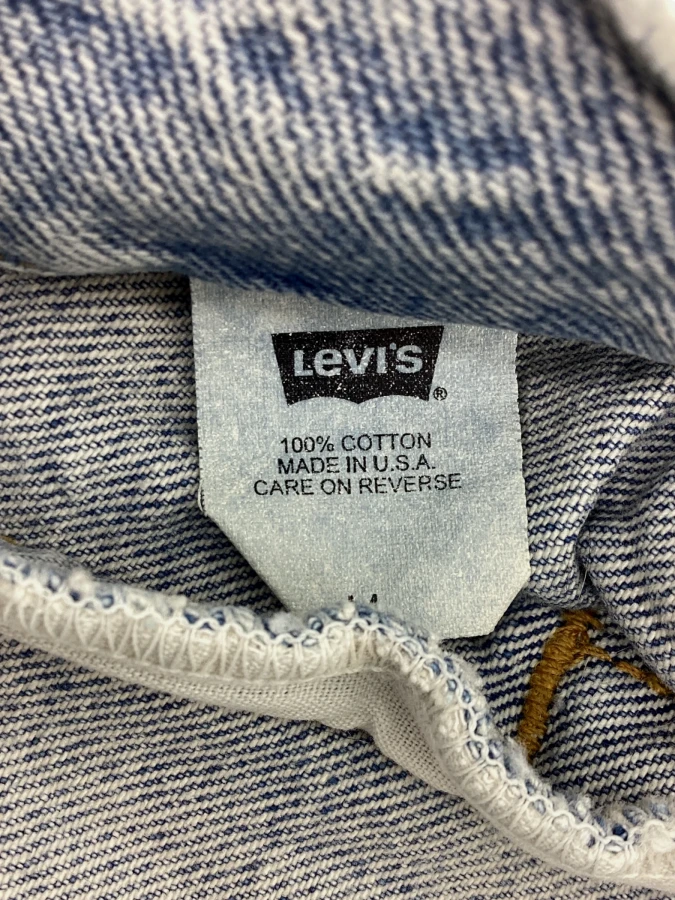 LEVI'S®
100% COTTON
MADE IN U.S.A.
CARE ON REVERSE